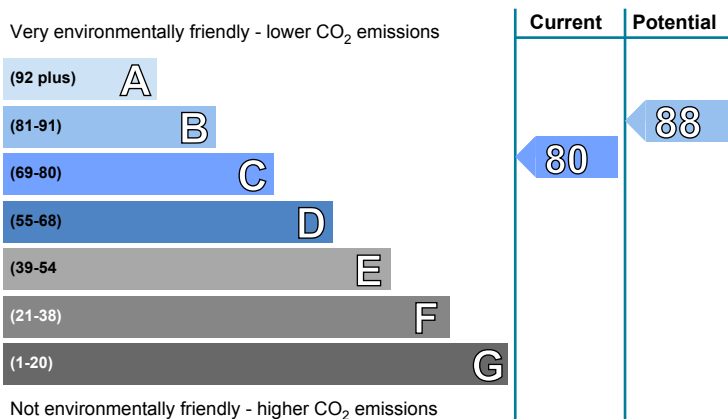 Current Potential
Very environmentally friendly - lower CO2 emissions
(92 plus) A
(81-91) B 88
(69-80) C 80
(55-68) D
(39-54 E
(21-38) F
(1-20) G
Not environmentally friendly - higher CO2 emissions